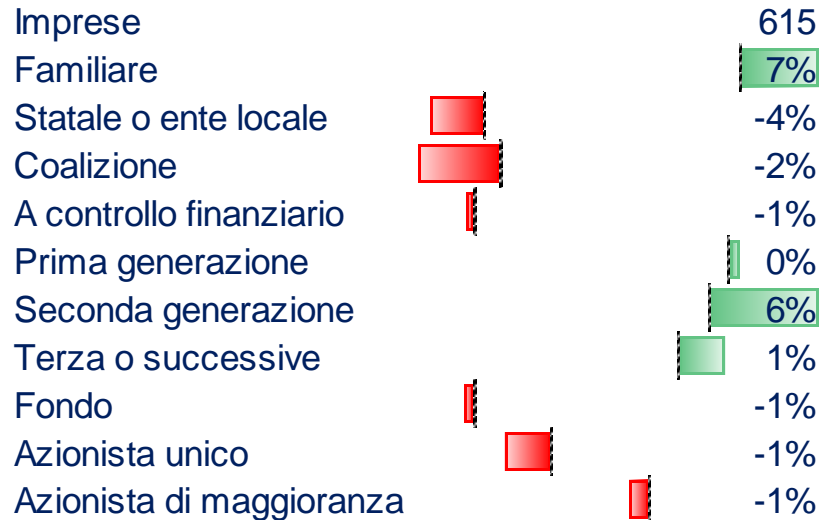 Imprese 615
Familiare 7%
Statale o ente locale -4%
Coalizione -2%
A controllo finanziario -1%
Prima generazione 0%
Seconda generazione 6%
Terza o successive 1%
Fondo -1%
Azionista unico -1%
Azionista di maggioranza -1%